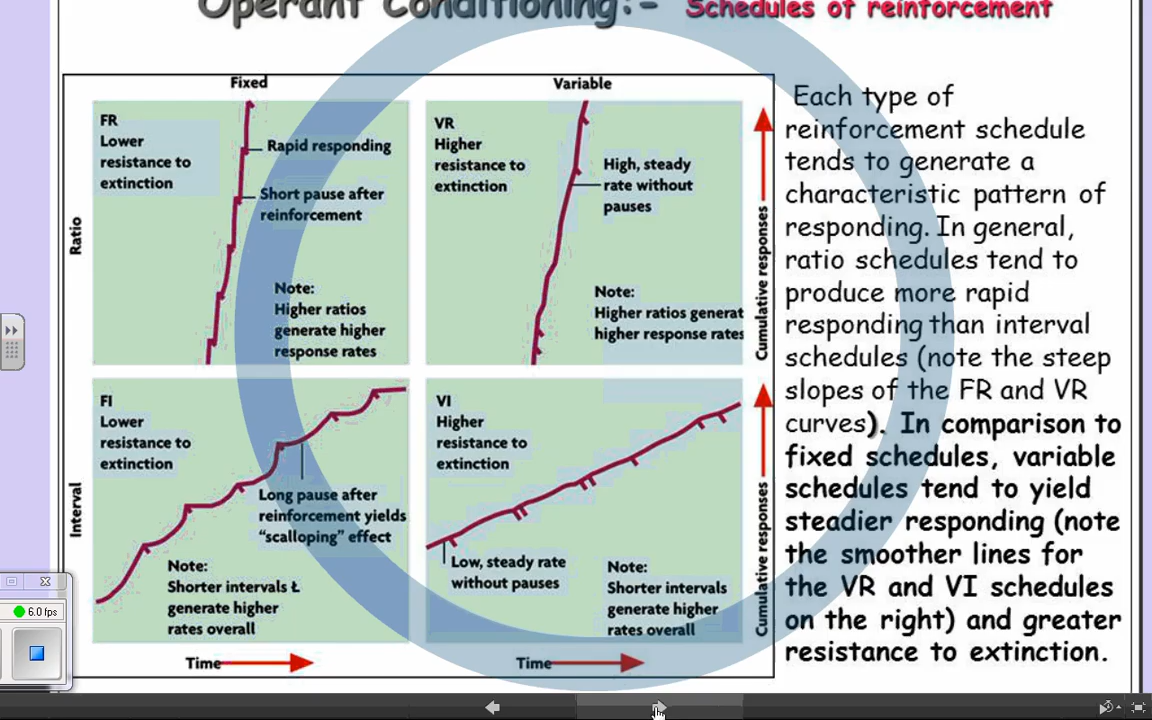 Operant Conditioning:- Schedules of reinforcement
Fixed
Variable
FR
Lower
resistance to
extinction
Rapid responding
Short pause after
reinforcement
Note:
Higher ratios
generate higher
response rates
Ratio
VR
Higher
resistance to
extinction
High, steady
rate without
pauses
Note:
Higher ratios generat
higher response rates
Cumulative responses
FI
Lower
resistance to
extinction
Long pause after
reinforcement yields
“scalloping” effect
Note:
Shorter intervals Ł
generate higher
rates overall
Interval
VI
Higher
resistance to
extinction
Low, steady rate
without pauses
Note:
Shorter intervals
generate higher
rates overall
Cumulative responses
Time
Time
Each type of
reinforcement schedule
tends to generate a
characteristic pattern of
responding. In general,
ratio schedules tend to
produce more rapid
responding than interval
schedules (note the steep
slopes of the FR and VR
curves). In comparison to
fixed schedules, variable
schedules tend to yield
steadier responding (note
the smoother lines for
the VR and VI schedules
on the right) and greater
resistance to extinction.
6.0 fps